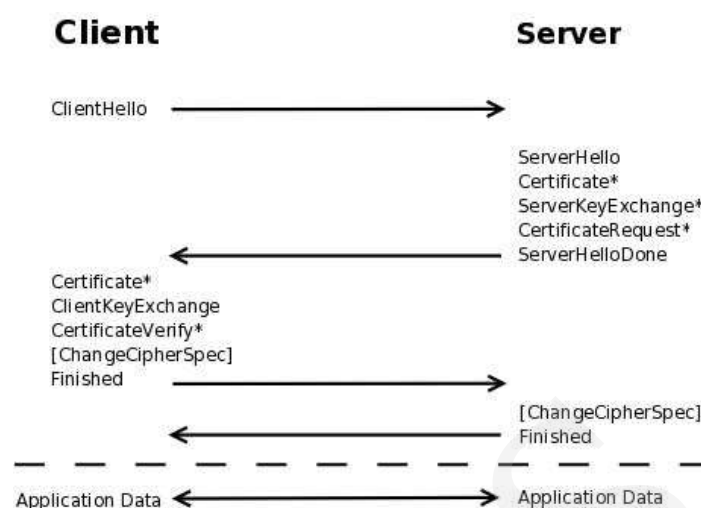 Client
Server
ClientHello
ServerHello
Certificate*
ServerKeyExchange*
CertificateRequest*
ServerHelloDone
Certificate*
ClientKeyExchange
CertificateVerify*
[ChangeCipherSpec]
Finished
[ChangeCipherSpec]
Finished
Application Data
Application Data